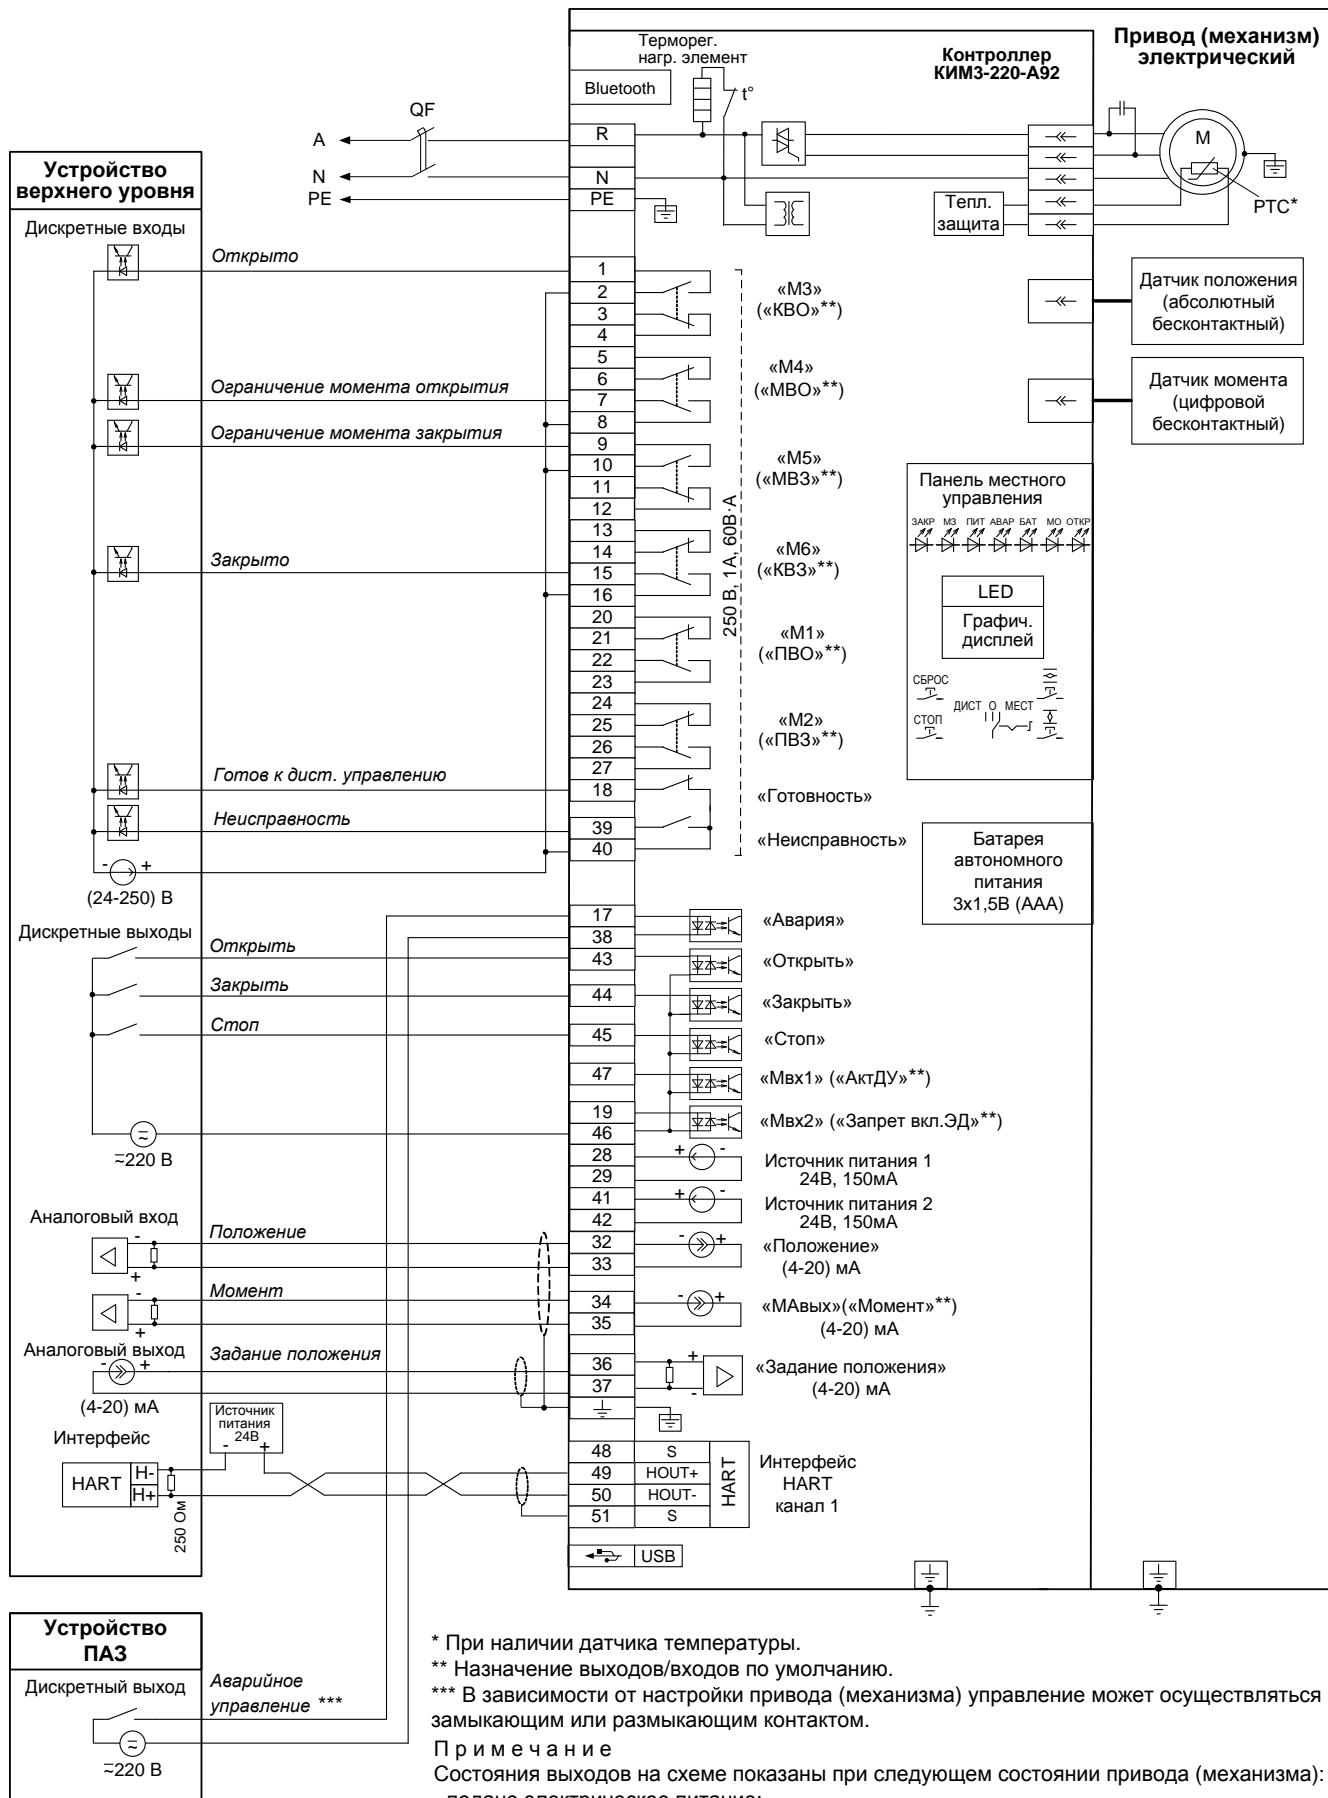 Привод (механизм)
электрический
Контроллер
КИМ3-220-А92
Терморег.
нагр. элемент
Bluetooth
t°
QF
A
N
PE
R
N
PE
M
PTC*
Тепл.
защита
Устройство
верхнего уровня
Дискретные входы
Открыто
Ограничение момента открытия
Ограничение момента закрытия
Закрыто
Готов к дист. управлению
Неисправность
- +
(24-250) В
1
2
3
4
5
6
7
8
9
10
11
12
13
14
15
16
20
21
22
23
24
25
26
27
18
39
40
«М3»
(«КВО»**)
«М4»
(«МВО»**)
«М5»
(«МВЗ»**)
«М6»
(«КВЗ»**)
«М1»
(«ПВО»**)
«М2»
(«ПВЗ»**)
«Готовность»
«Неисправность»
250 В, 1А, 60В·А
Датчик положения
(абсолютный
бесконтактный)
Датчик момента
(цифровой
бесконтактный)
Панель местного
управления
ЗАКР МЗ ПИТ АВАР БАТ МО ОТКР
LED
Графич.
дисплей
СБРОС
СТОП
ДИСТ О МЕСТ
Батарея
автономного
питания
3х1,5В (ААА)
Дискретные выходы
Открыть
Закрыть
Стоп
≂220 В
17
38
43
44
45
47
19
46
28
29
41
42
32
33
34
35
36
37
«Авария»
«Открыть»
«Закрыть»
«Стоп»
«Мвх1» («АктДУ»**)
«Мвх2» («Запрет вкл.ЭД»**)
+ -
Источник питания 1
24В, 150мА
+ -
Источник питания 2
24В, 150мА
- +
«Положение»
(4-20) мА
- +
«МАвых»(«Момент»**)
(4-20) мА
+
-
«Задание положения»
(4-20) мА
Аналоговый вход
Положение
-
+
Момент
-
+
Аналоговый выход
Задание положения
- +
(4-20) мА
Интерфейс
Источник
питания
24В
- +
HART
H-
H+
250 Ом
48 S
49 HOUT+
50 HOUT-
51 S
HART
Интерфейс
HART
канал 1
USB
Устройство
ПАЗ
Дискретный выход
Аварийное
управление ***
≂220 В
* При наличии датчика температуры.
** Назначение выходов/входов по умолчанию.
*** В зависимости от настройки привода (механизма) управление может осуществляться
замыкающим или размыкающим контактом.
П р и м е ч а н и е
Состояния выходов на схеме показаны при следующем состоянии привода (механизма):
- подано электрическое питание;